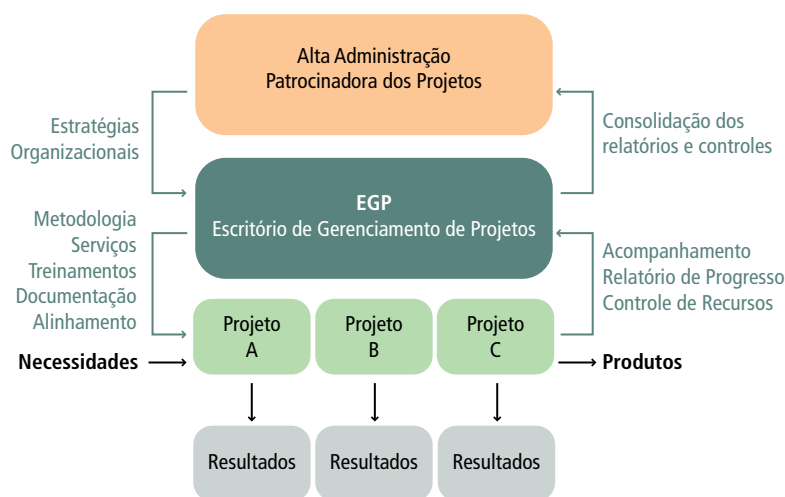 Alta Administração
Patrocinadora dos Projetos
Estratégias
Organizacionais
Consolidação dos
relatórios e controles
EGP
Escritório de Gerenciamento de Projetos
Metodologia
Serviços
Treinamentos
Documentação
Alinhamento
Acompanhamento
Relatório de Progresso
Controle de Recursos
Necessidades
Projeto
A
Projeto
B
Projeto
C
Produtos
Resultados
Resultados
Resultados